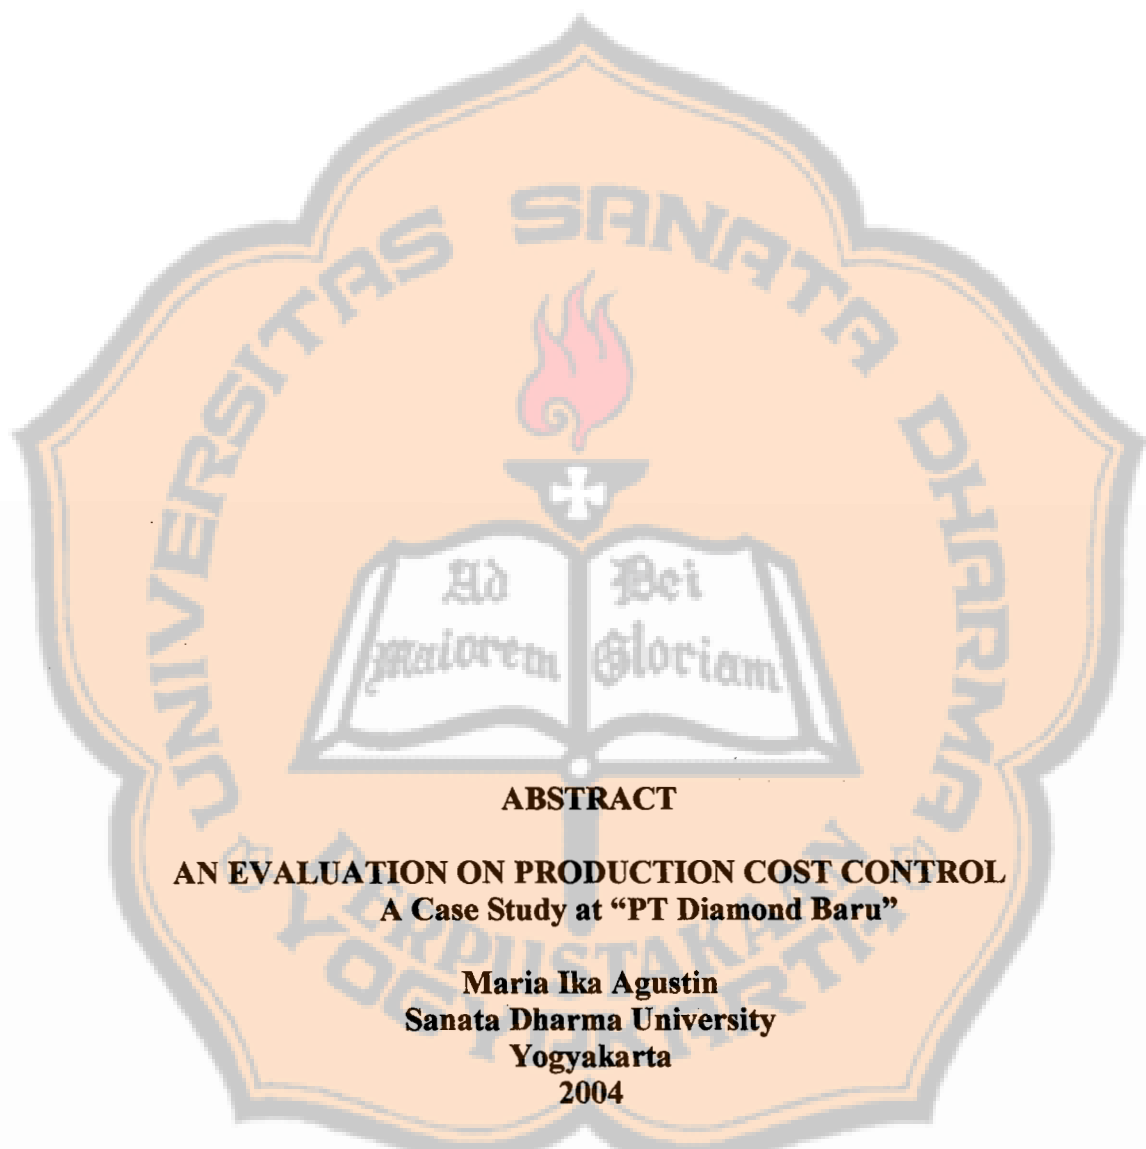 UNIVERSITAS SANATA DHARMA
Ad Dei
maiorem Gloriam
ABSTRACT
AN EVALUATION ON PRODUCTION COST CONTROL
A Case Study at “PT Diamond Baru”
PERPUSTAKAAN
Maria Ika Agustin
Sanata Dharma University
Yogyakarta
2004
YOGYAKARTA